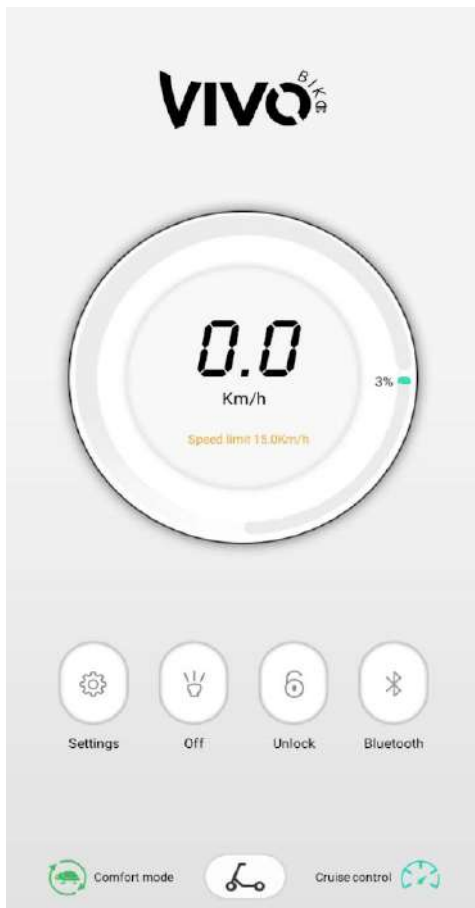 VIVO BIKE
0.0
Km/h
3%
Speed limit 15.0Km/h
Settings Off Unlock Bluetooth
Comfort mode Cruise control